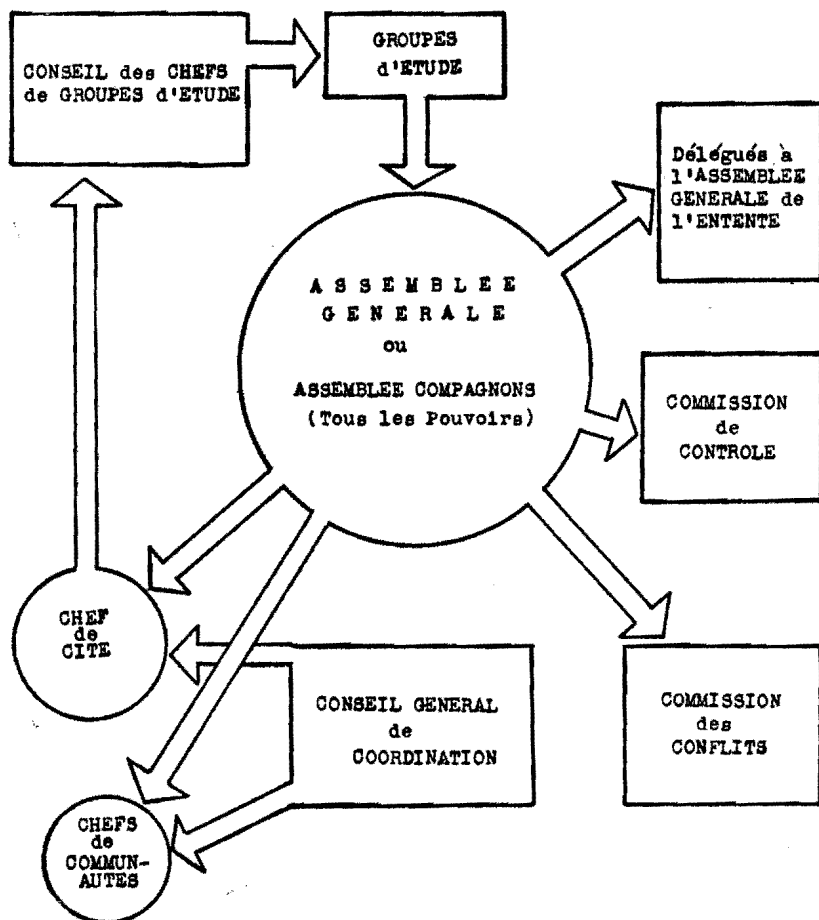 CONSEIL des CHEFS
de GROUPES d'ETUDE
GROUPES
d'ETUDE
Délégués à
l'ASSEMBLEE
GENERALE de
l'ENTENTE
A S S E M B L E E
G E N E R A L E
ou
ASSEMBLEE COMPAGNONS
(Tous les Pouvoirs)
COMMISSION
de
CONTROLE
CHEF
de
CITE
CONSEIL GENERAL
de
COORDINATION
COMMISSION
des
CONFLITS
CHEFS
de
COMMUN-
AUTES